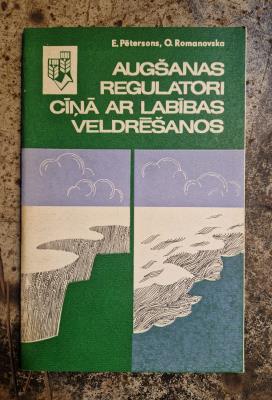 E. Pētersons, O. Romanovska
AUGŠANAS
REGULATORI
CĪŅĀ AR LABĪBAS
VELDRĒŠANOS